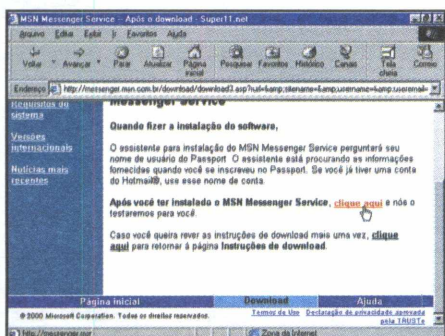 MSN Messenger Service - Após o download - Super11.net
Arquivo Editar Exibir Ir Favoritos Ajuda
Voltar Avançar Parar Atualizar Página inicial Pesquisar Favoritos Histórico Canais Tela cheia Correio
Endereço http://messenger.msn.com.br/download/download3.asp?rurl=&amp;sitename=&amp;username=&amp;useremail=
Requisitos do sistema
Versões internacionais
Notícias mais recentes
Messenger Service
Quando fizer a instalação do software,
O assistente para instalação do MSN Messenger Service perguntará seu
nome de usuário do Passport. O assistente está procurando as informações
fornecidas quando você se inscreveu no Passport. Se você já tiver uma conta
do Hotmail®, use esse nome de conta.
Após você ter instalado o MSN Messenger Service, clique aqui e nós o
testaremos para você.
Caso você queira rever as instruções de download mais uma vez, clique
aqui para retornar à página Instruções de download.
Página Inicial Download Ajuda
© 2000 Microsoft Corporation. Todos os direitos reservados.
Termos de Uso Declaração de privacidade aprovada
pela TRUSTe
Zona da Internet